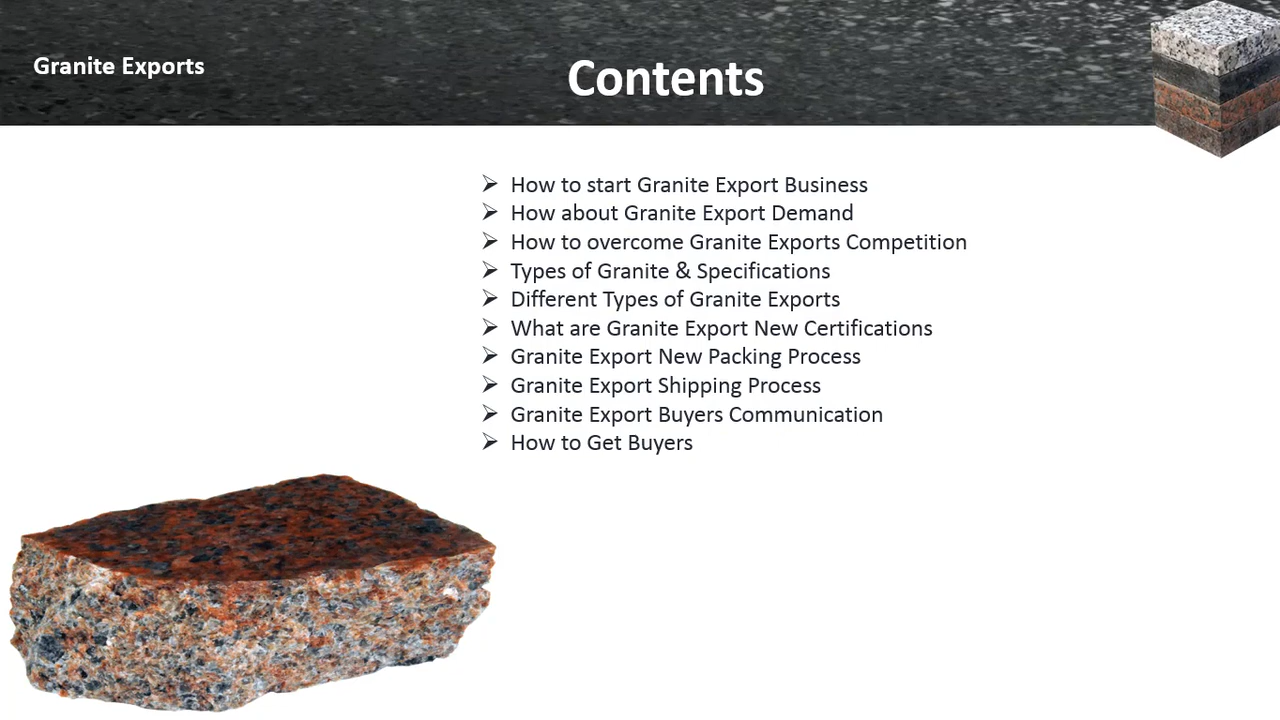 Granite Exports
Contents
➢ How to start Granite Export Business
➢ How about Granite Export Demand
➢ How to overcome Granite Exports Competition
➢ Types of Granite & Specifications
➢ Different Types of Granite Exports
➢ What are Granite Export New Certifications
➢ Granite Export New Packing Process
➢ Granite Export Shipping Process
➢ Granite Export Buyers Communication
➢ How to Get Buyers